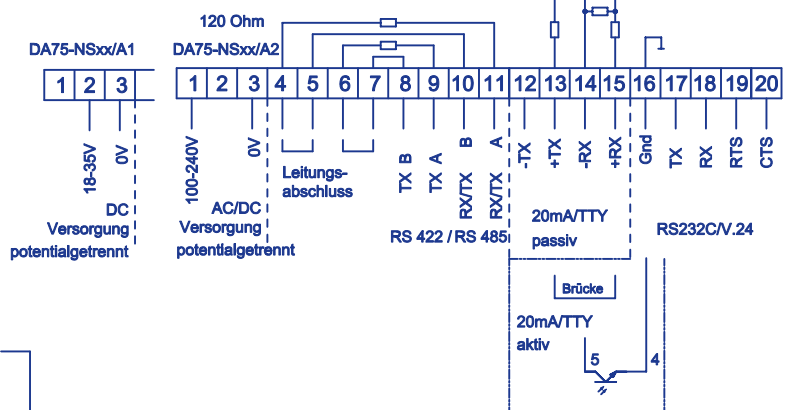 120 Ohm
DA75-NSxx/A1
DA75-NSxx/A2
1 2 3
1 2 3 4 5 6 7 8 9 10 11 12 13 14 15 16 17 18 19 20
18-35V
0V
100-240V
0V
Leitungs-
abschluss
TX B
TX A
RX/TX B
RX/TX A
-TX
+TX
-RX
+RX
Gnd
TX
RX
RTS
CTS
DC
Versorgung
potentialgetrennt
AC/DC
Versorgung
potentialgetrennt
RS 422 / RS 485
20mA/TTY
passiv
RS232C/V.24
Brücke
20mA/TTY
aktiv
5
4